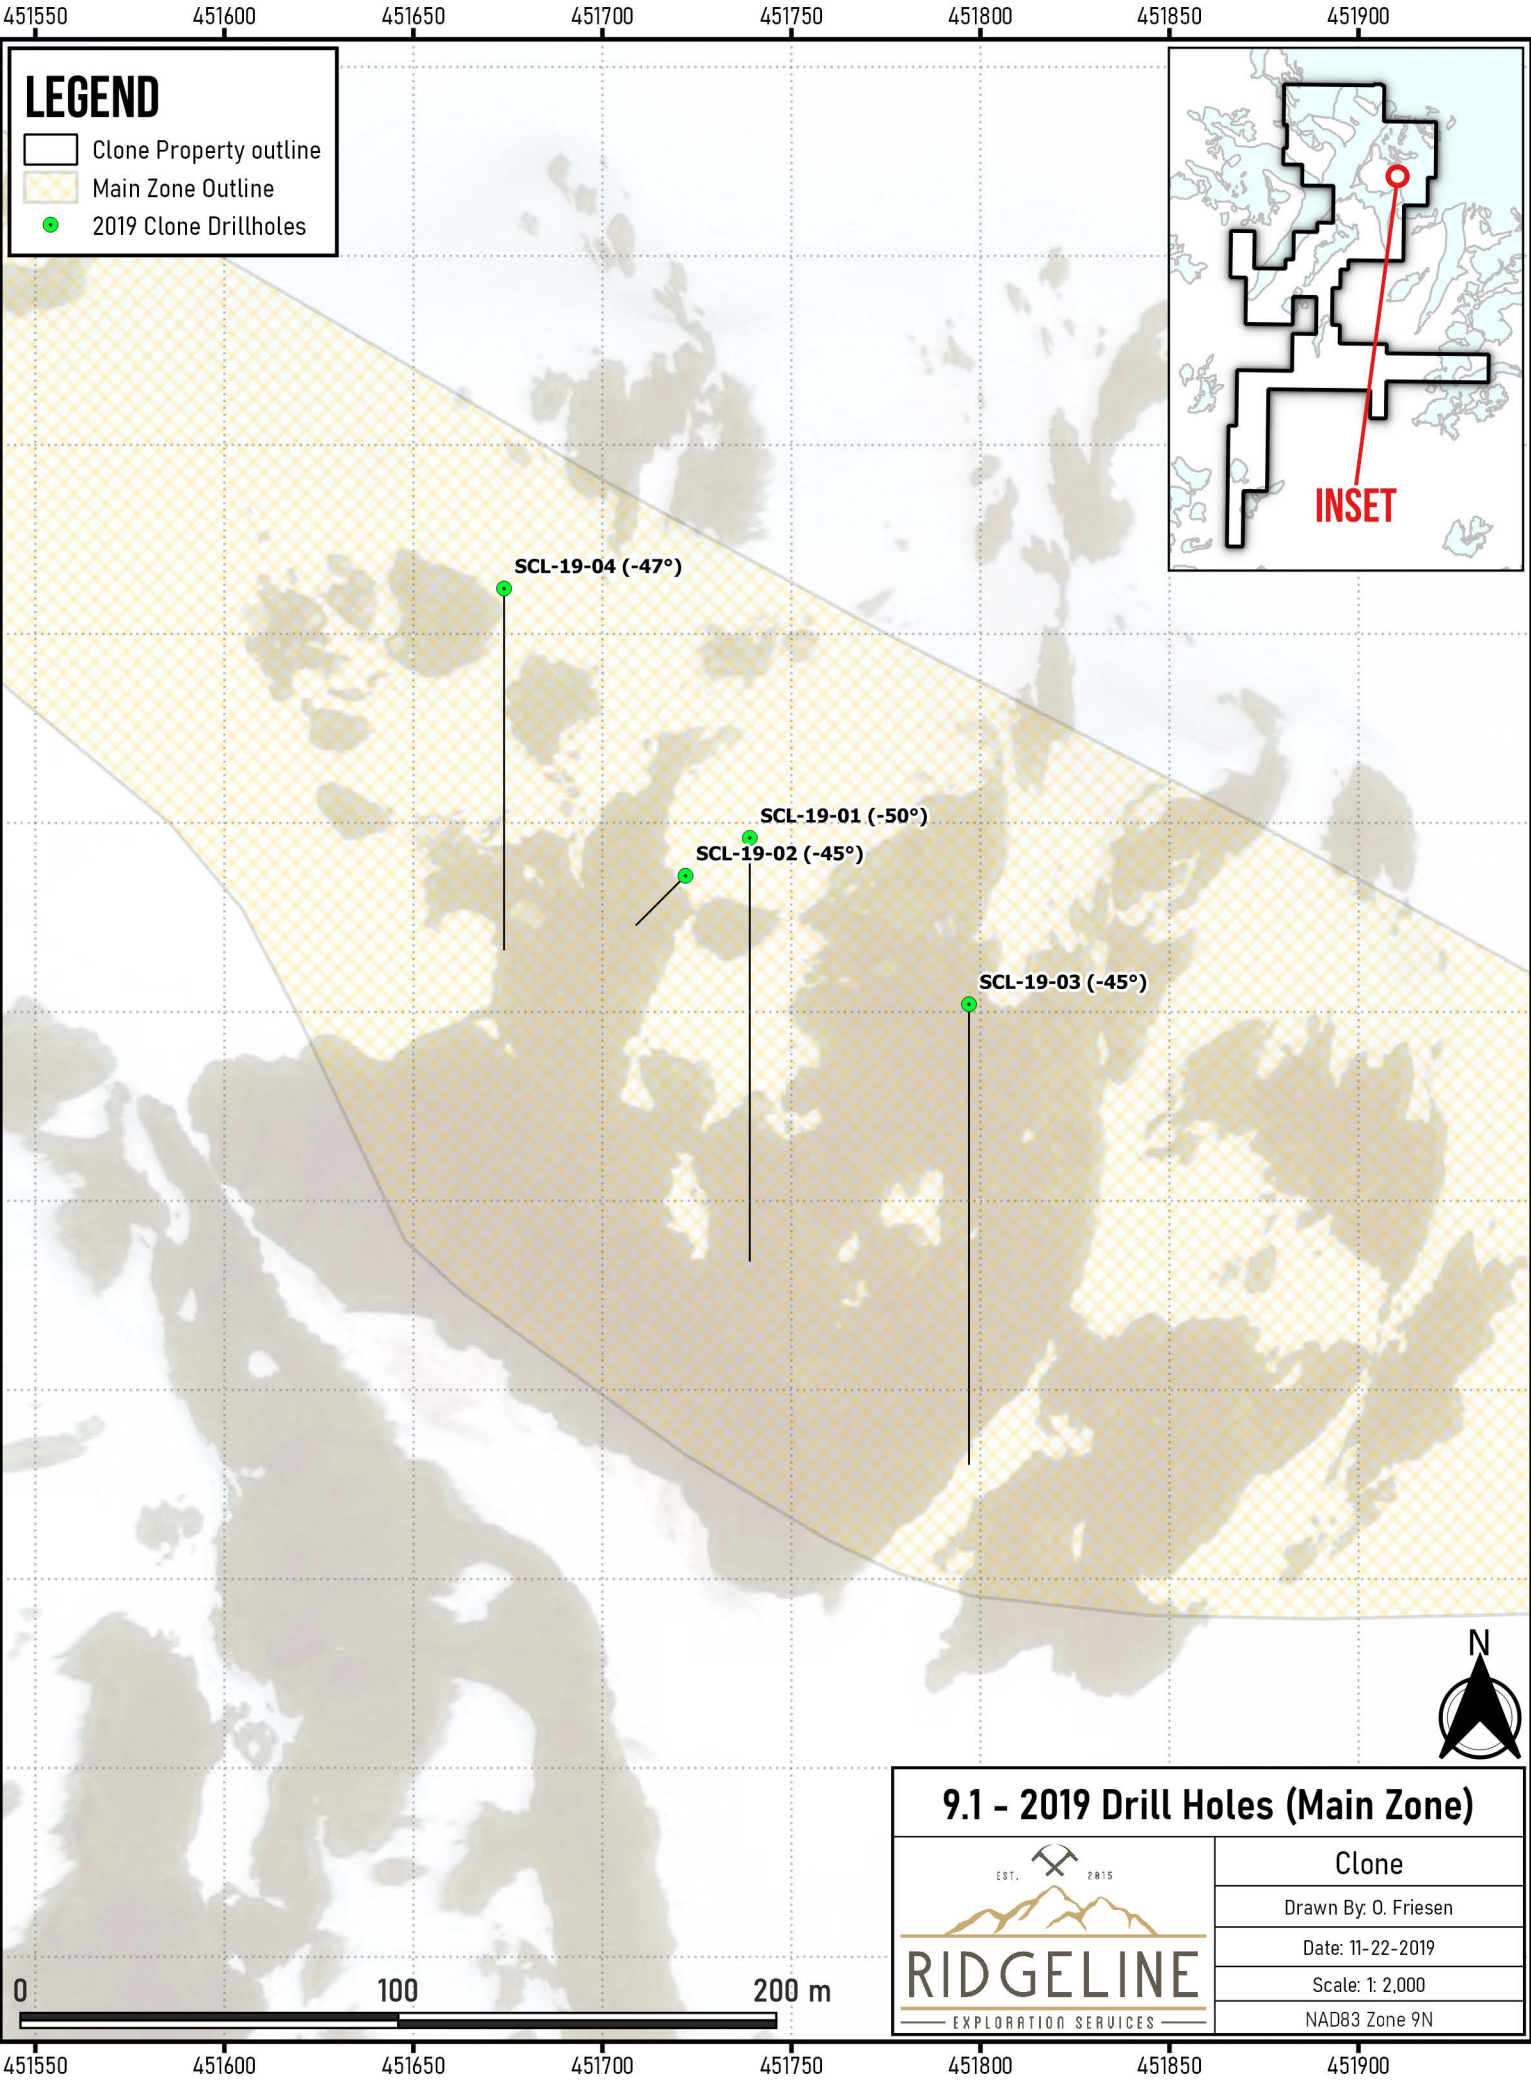 451550 451600 451650 451700 451750 451800 451850 451900
LEGEND
Clone Property outline
Main Zone Outline
2019 Clone Drillholes
INSET
SCL-19-04 (-47°)
SCL-19-01 (-50°)
SCL-19-02 (-45°)
SCL-19-03 (-45°)
N
9.1 - 2019 Drill Holes (Main Zone)
EST. 2015
RIDGELINE
EXPLORATION SERVICES
Clone
Drawn By: O. Friesen
Date: 11-22-2019
Scale: 1: 2,000
NAD83 Zone 9N
0 100 200 m
451550 451600 451650 451700 451750 451800 451850 451900